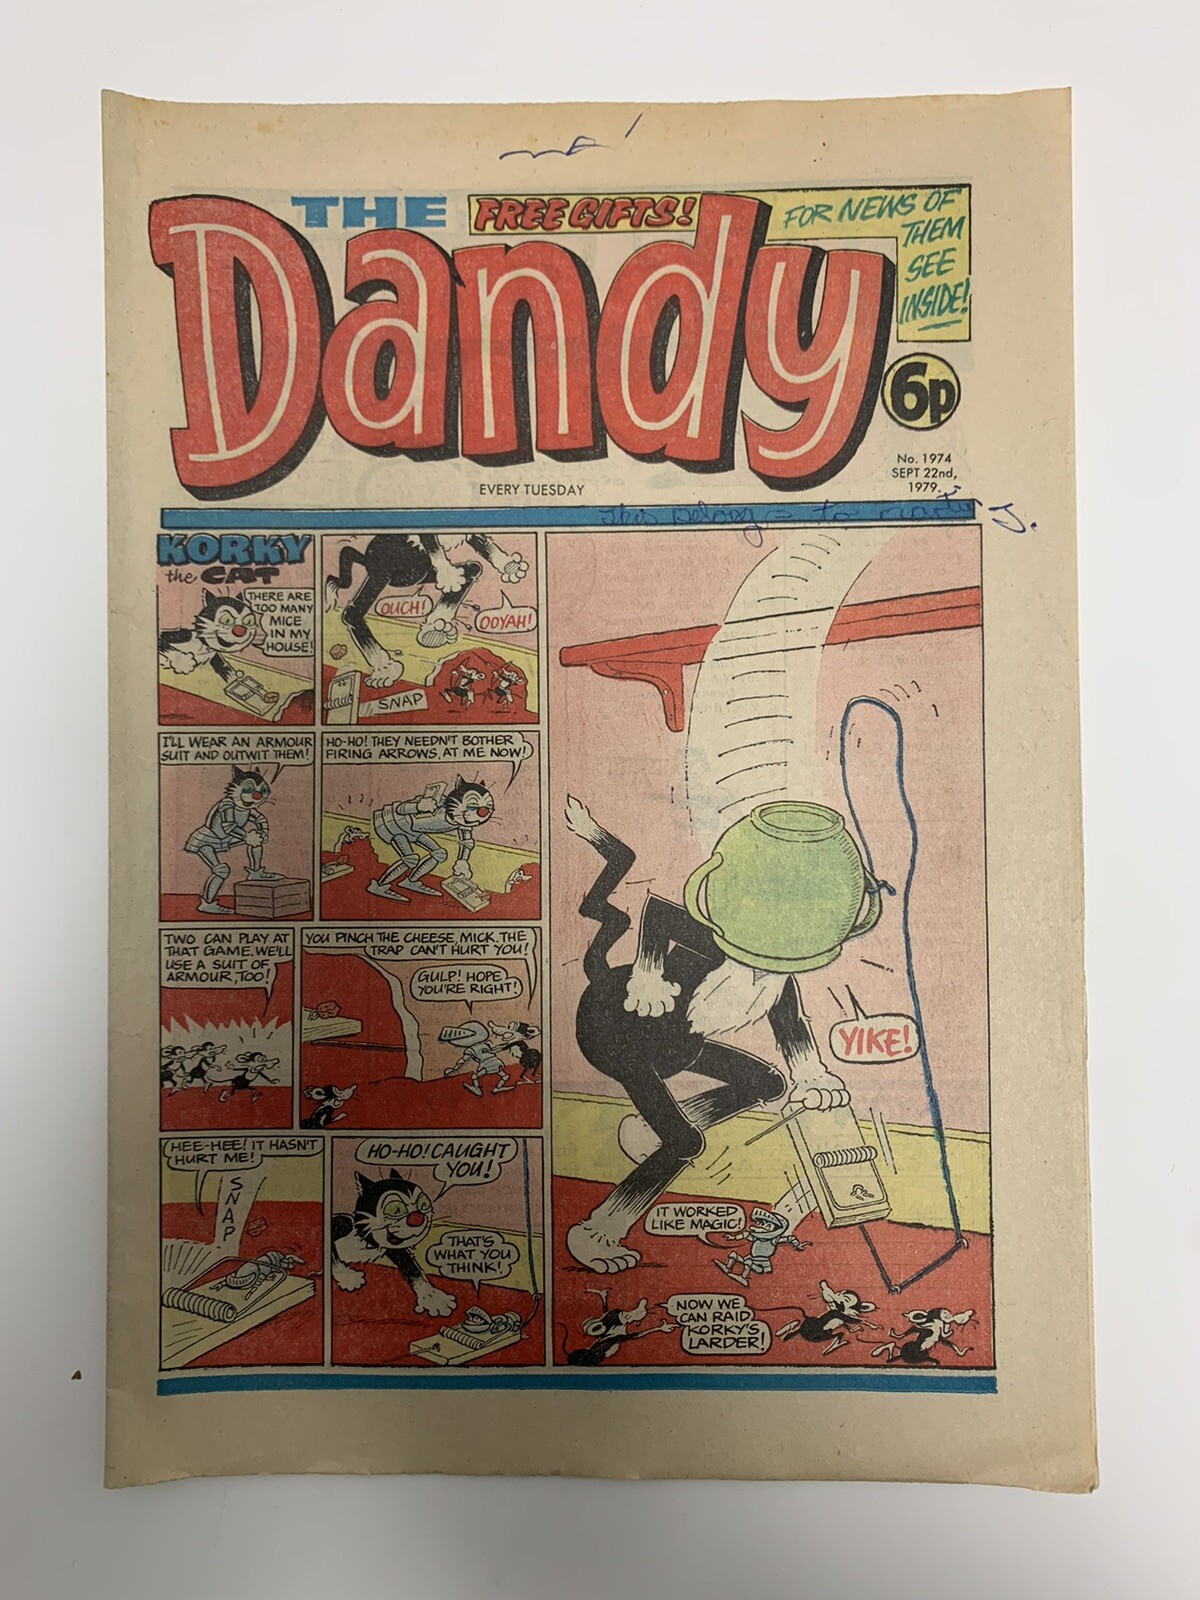 THE
FREE GIFTS!
FOR NEWS OF
THEM
SEE
INSIDE!
Dandy
6p
No. 1974
SEPT 22nd,
1979.
EVERY TUESDAY
this belongs to
KORKY
the CAT
THERE ARE
TOO MANY
MICE
IN MY
HOUSE!
OUCH!
OOYAH!
SNAP
I'LL WEAR AN ARMOUR
SUIT AND OUTWIT THEM!
HO-HO! THEY NEEDN'T BOTHER
FIRING ARROWS, AT ME NOW!
TWO CAN PLAY AT
THAT GAME. WE'LL
USE A SUIT OF
ARMOUR, TOO!
YOU PINCH THE CHEESE, MICK. THE
TRAP CAN'T HURT YOU!
GULP! HOPE
YOU'RE RIGHT!
HEE-HEE! IT HASN'T
HURT ME!
SNAP
HO-HO! CAUGHT
YOU!
THAT'S
WHAT YOU
THINK!
YIKE!
IT WORKED
LIKE MAGIC!
NOW WE
CAN RAID
KORKY'S
LARDER!